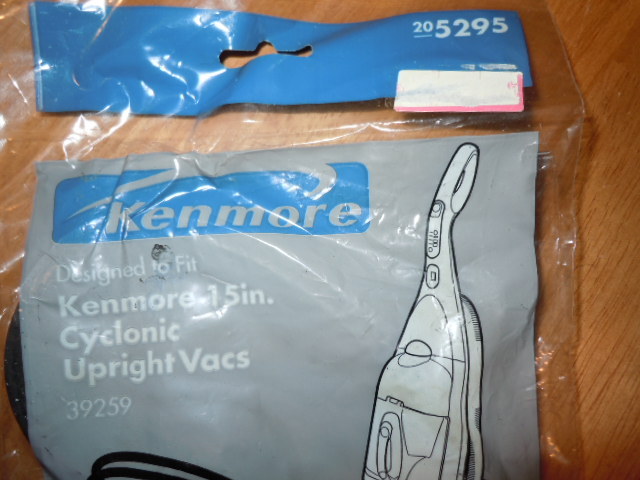 20 5295
Kenmore
Designed to Fit
Kenmore 15in.
Cyclonic
Upright Vacs
39259